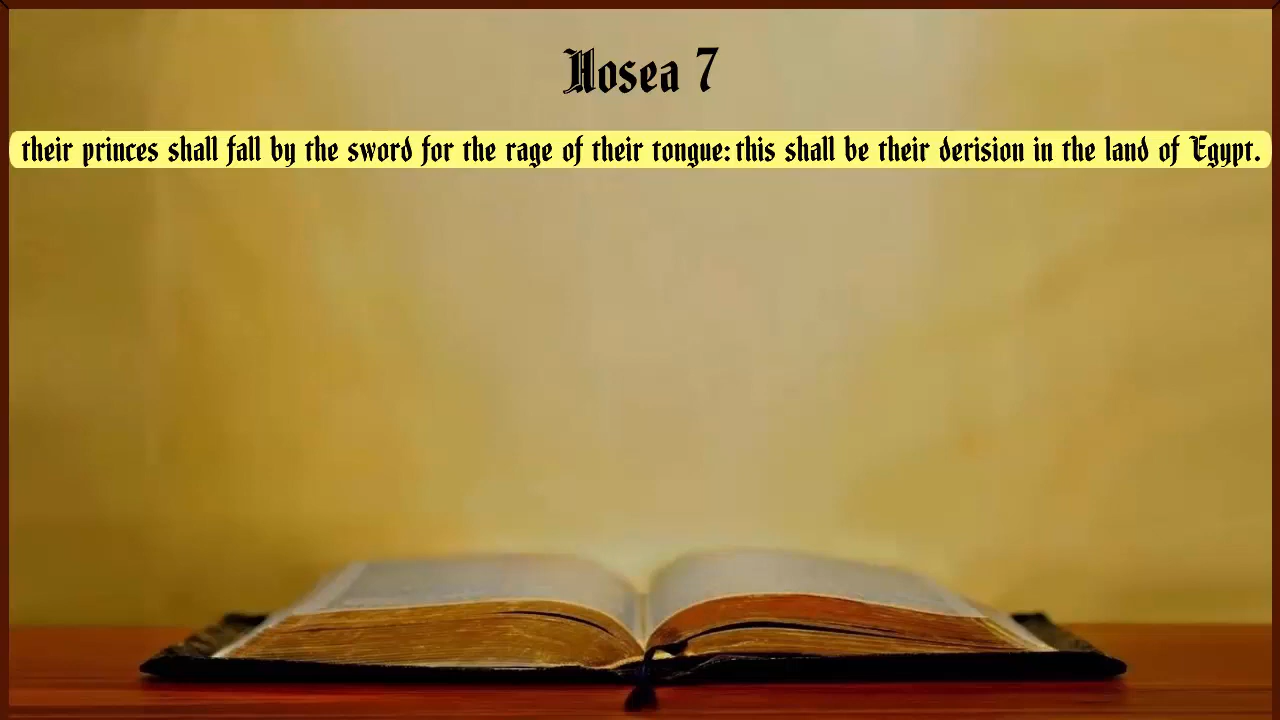 Hosea 7
their princes shall fall by the sword for the rage of their tongue: this shall be their derision in the land of Egypt.